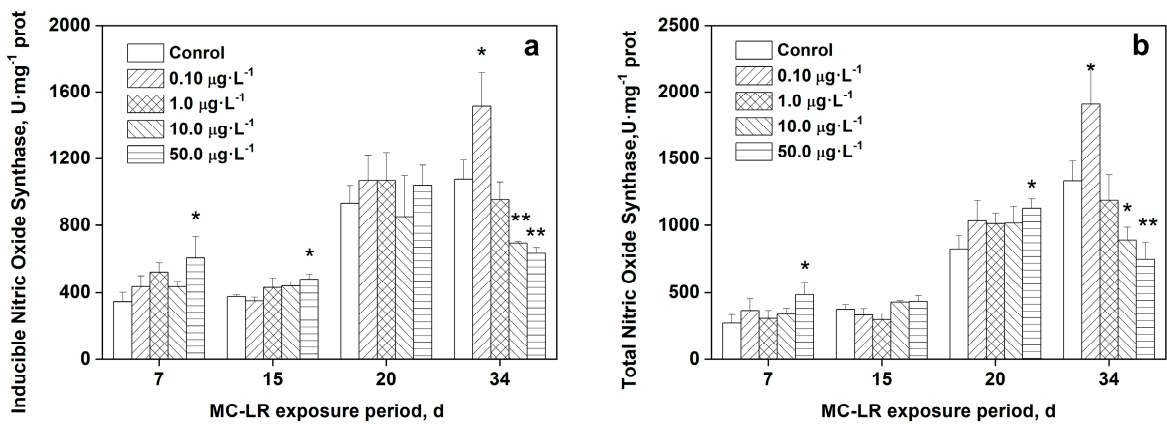 Inducible Nitric Oxide Synthase, U·mg⁻¹ prot
2000
1600
1200
800
400
0
a
Conrol
0.10 μg·L⁻¹
1.0 μg·L⁻¹
10.0 μg·L⁻¹
50.0 μg·L⁻¹
*
*
*
**
**
7
15
20
34
MC-LR exposure period, d
Total Nitric Oxide Synthase,U·mg⁻¹ prot
2500
2000
1500
1000
500
0
b
Conrol
0.10 μg·L⁻¹
1.0 μg·L⁻¹
10.0 μg·L⁻¹
50.0 μg·L⁻¹
*
*
*
*
**
7
15
20
34
MC-LR exposure period, d